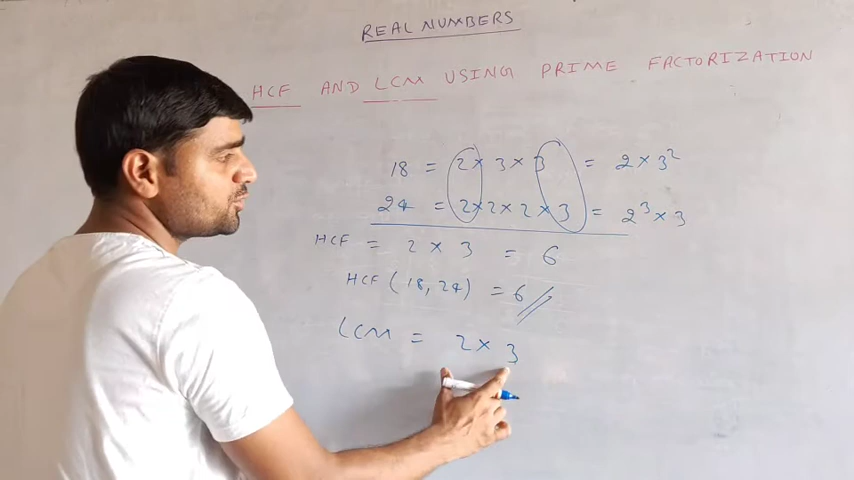 REAL NUMBERS
HCF AND LCM USING PRIME FACTORIZATION
18 = 2 × 3 × 3 = 2 × 3²
24 = 2 × 2 × 2 × 3 = 2³ × 3
HCF = 2 × 3 = 6
HCF (18, 24) = 6 //
LCM = 2 × 3